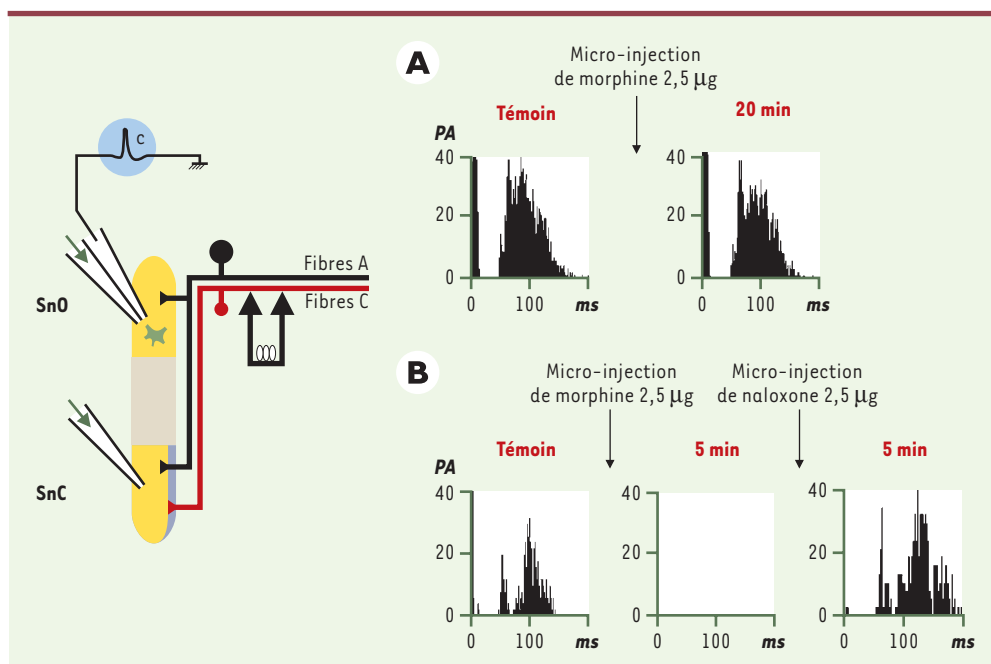 c
SnO
SnC
Fibres A
Fibres C
A
Micro-injection
de morphine 2,5 µg
Témoin
20 min
PA
40
20
0
0 100 ms
40
20
0
0 100 ms
B
Micro-injection
de morphine 2,5 µg
Micro-injection
de naloxone 2,5 µg
Témoin
5 min
5 min
PA
40
20
0
0 100 ms
40
20
0
0 100 ms
40
20
0
0 100 ms